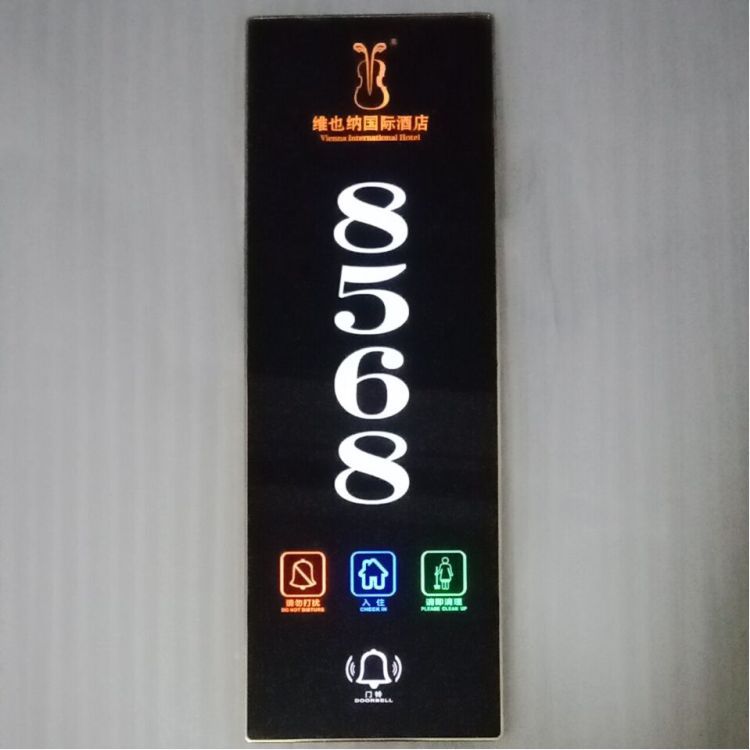 维也纳国际酒店
Vienna International Hotel
8
5
6
8
请勿打扰
DO NOT DISTURB
入住
CHECK IN
请即清理
PLEASE CLEAN UP
门铃
DOORBELL